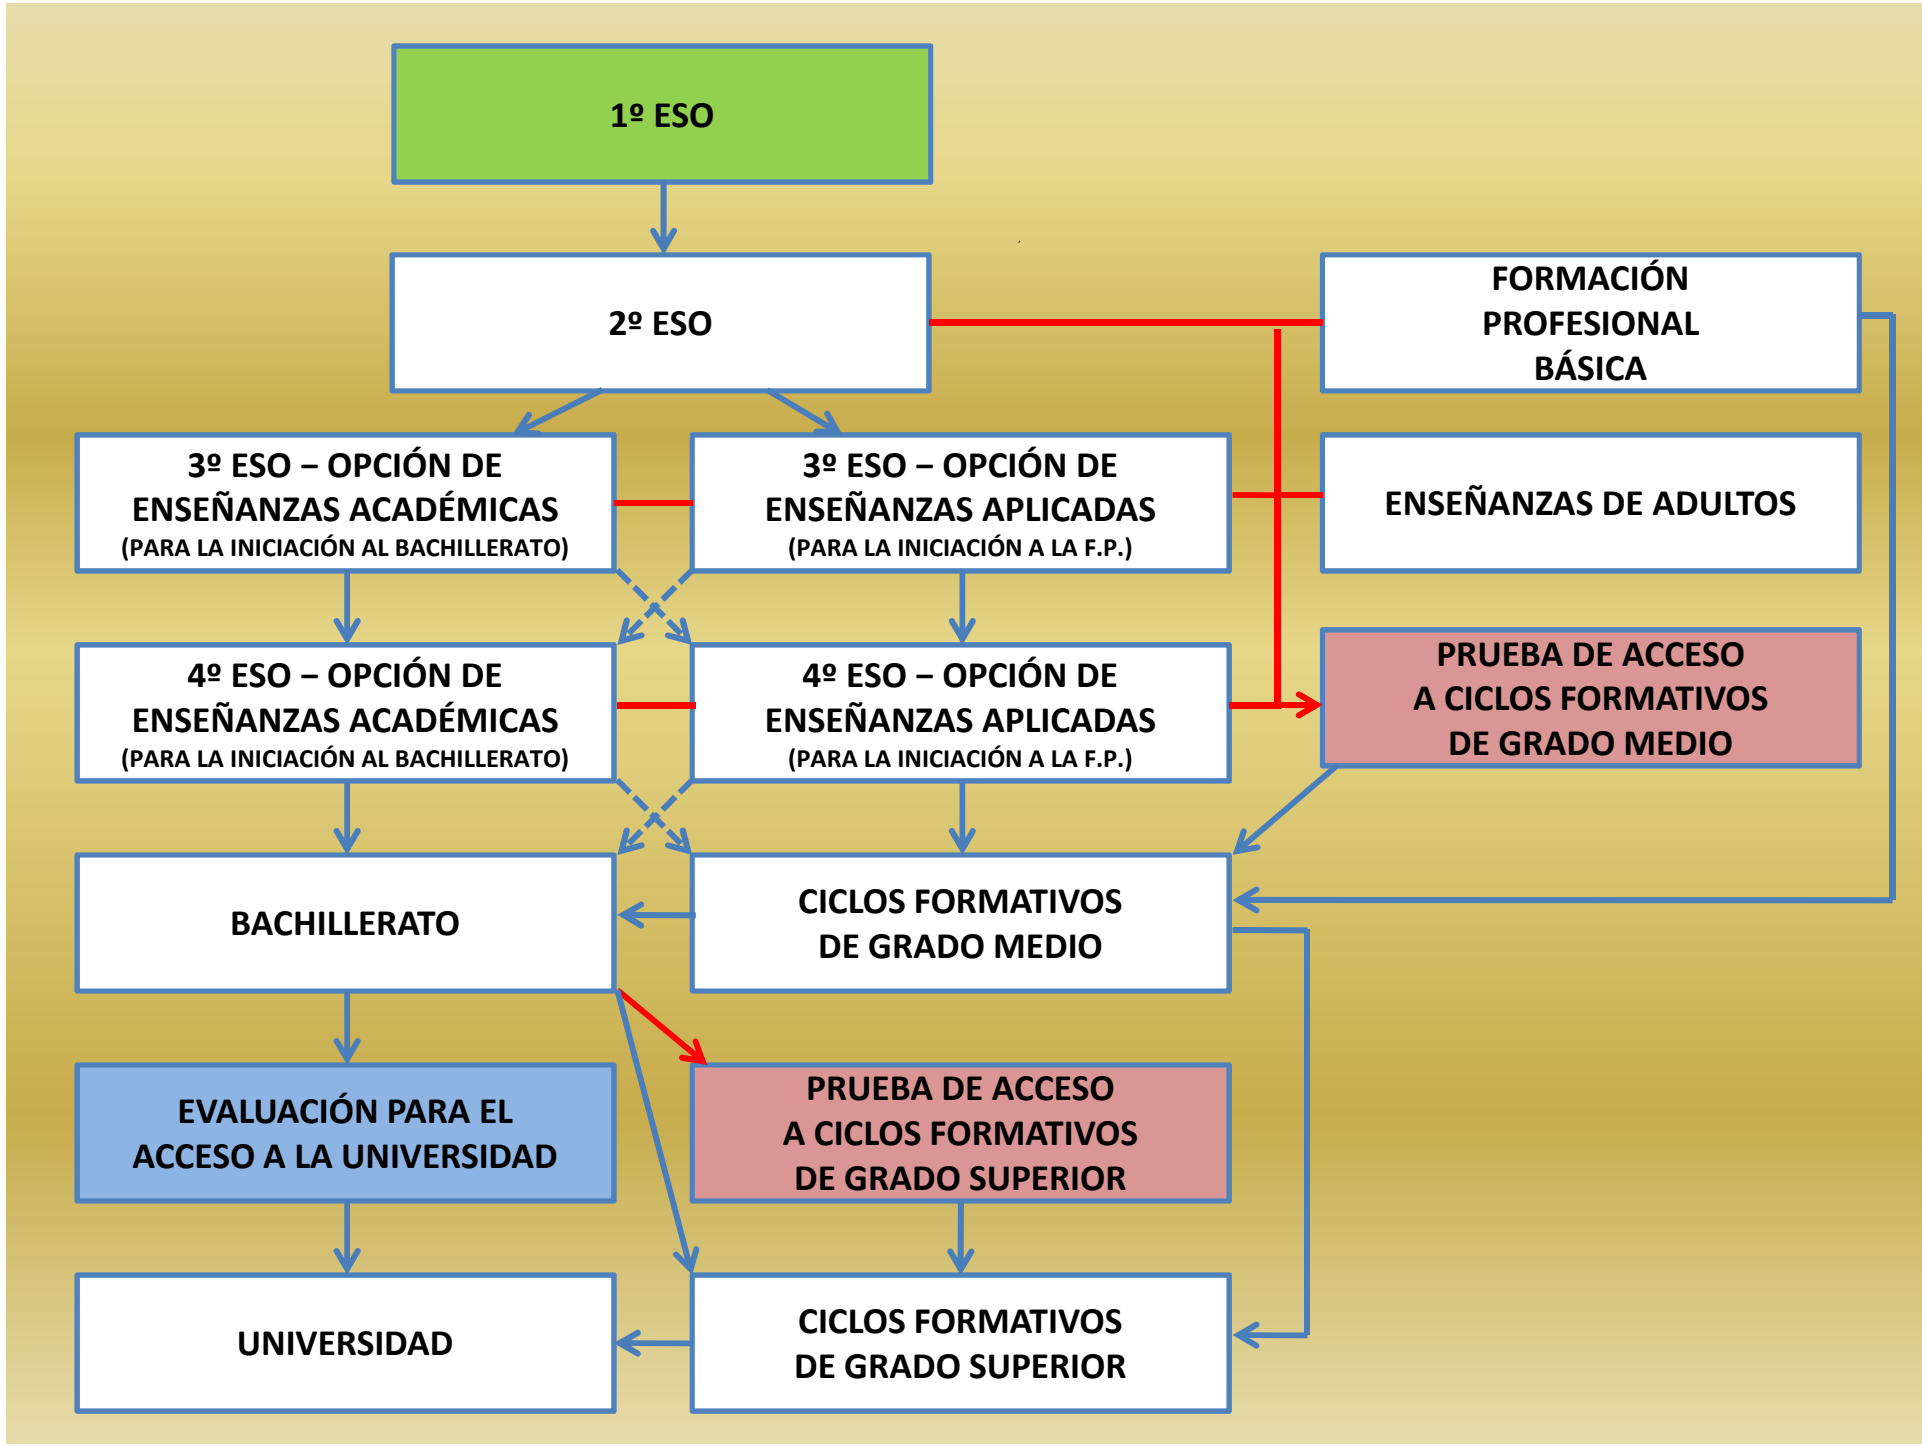 1º ESO
2º ESO
FORMACIÓN
PROFESIONAL
BÁSICA
3º ESO – OPCIÓN DE
ENSEÑANZAS ACADÉMICAS
(PARA LA INICIACIÓN AL BACHILLERATO)
3º ESO – OPCIÓN DE
ENSEÑANZAS APLICADAS
(PARA LA INICIACIÓN A LA F.P.)
ENSEÑANZAS DE ADULTOS
4º ESO – OPCIÓN DE
ENSEÑANZAS ACADÉMICAS
(PARA LA INICIACIÓN AL BACHILLERATO)
4º ESO – OPCIÓN DE
ENSEÑANZAS APLICADAS
(PARA LA INICIACIÓN A LA F.P.)
PRUEBA DE ACCESO
A CICLOS FORMATIVOS
DE GRADO MEDIO
BACHILLERATO
CICLOS FORMATIVOS
DE GRADO MEDIO
EVALUACIÓN PARA EL
ACCESO A LA UNIVERSIDAD
PRUEBA DE ACCESO
A CICLOS FORMATIVOS
DE GRADO SUPERIOR
UNIVERSIDAD
CICLOS FORMATIVOS
DE GRADO SUPERIOR